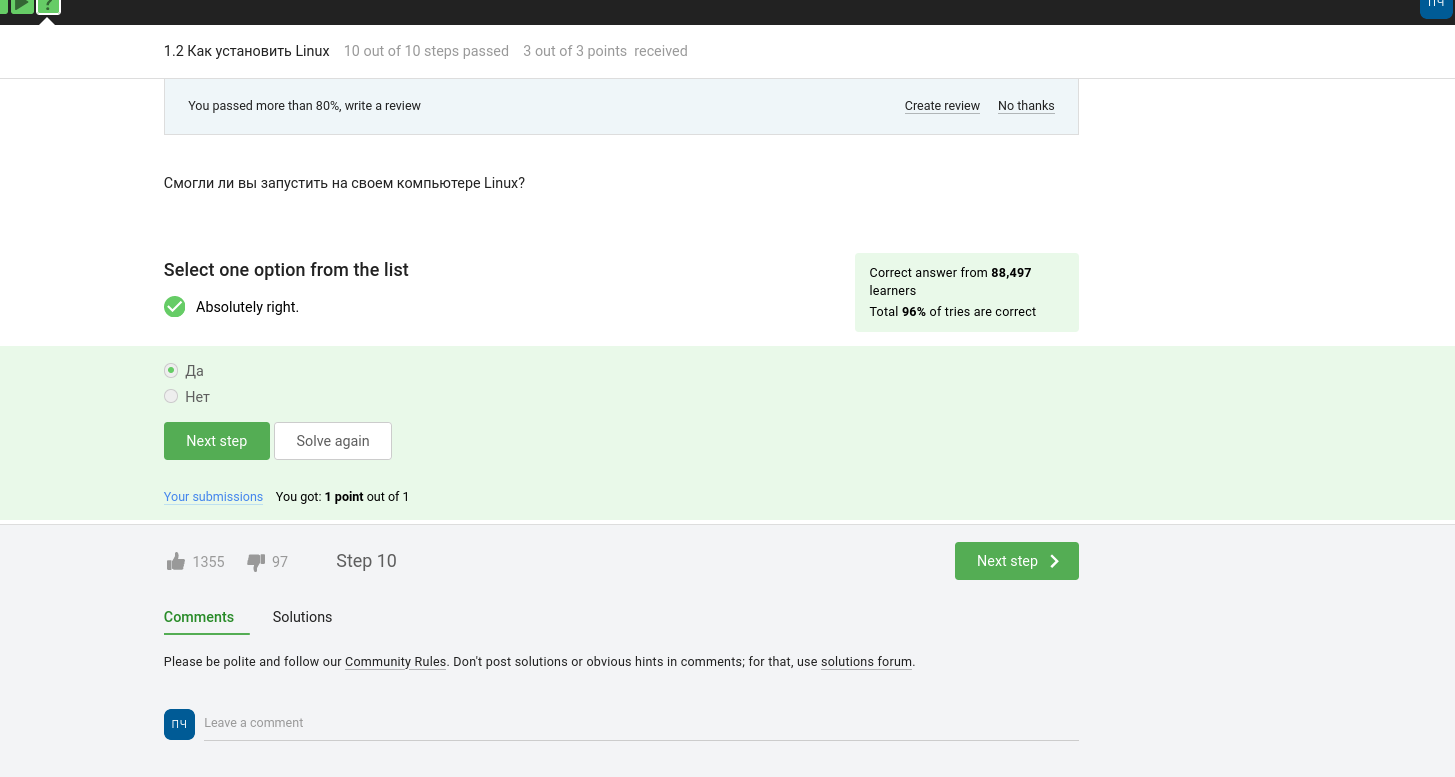 ?
ПЧ
1.2 Как установить Linux 10 out of 10 steps passed 3 out of 3 points received
You passed more than 80%, write a review Create review No thanks
Смогли ли вы запустить на своем компьютере Linux?
Select one option from the list
Absolutely right.
Correct answer from 88,497
learners
Total 96% of tries are correct
Да
Нет
Next step Solve again
Your submissions You got: 1 point out of 1
1355 97 Step 10 Next step
Comments Solutions
Please be polite and follow our Community Rules. Don't post solutions or obvious hints in comments; for that, use solutions forum.
ПЧ Leave a comment